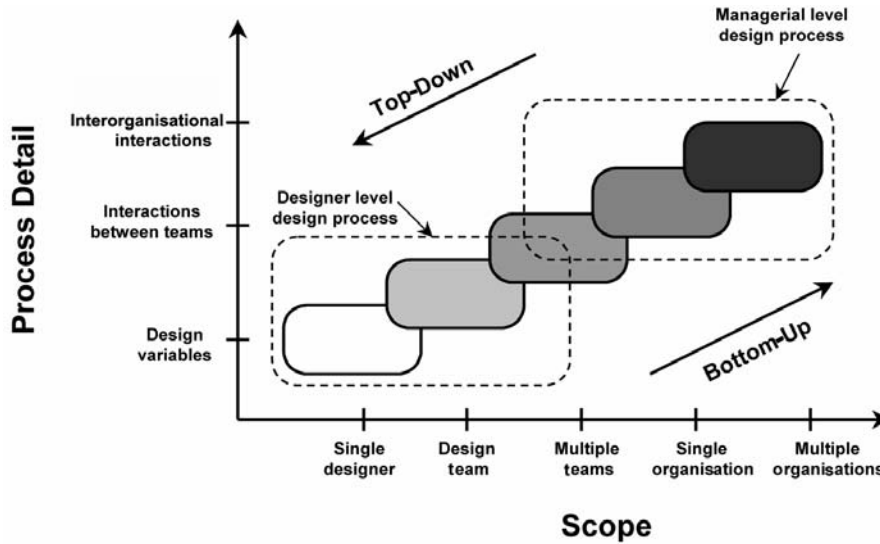 Managerial level
design process
Top-Down
Interorganisational
interactions
Process Detail
Designer level
design process
Interactions
between teams
Design
variables
Bottom-Up
Single
designer
Design
team
Multiple
teams
Single
organisation
Multiple
organisations
Scope